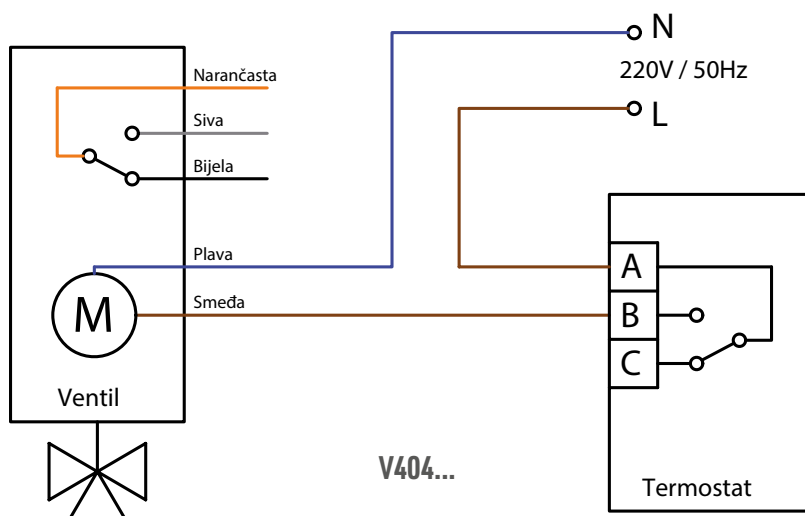 N
220V / 50Hz
L
Narančasta
Siva
Bijela
Plava
Smeđa
M
Ventil
A
B
C
V404...
Termostat